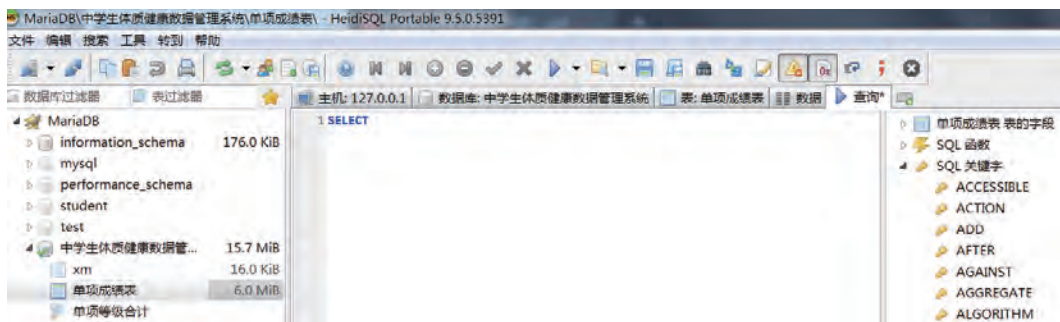 MariaDB\中学生体质健康数据管理系统\单项成绩表\ - HeidiSQL Portable 9.5.0.5391
文件 编辑 搜索 工具 转到 帮助
数据库过滤器 表过滤器 主机: 127.0.0.1 数据库: 中学生体质健康数据管理系统 表: 单项成绩表 数据 查询*
MariaDB
information_schema 176.0 KiB
mysql
performance_schema
student
test
中学生体质健康数据管... 15.7 MiB
xm 16.0 KiB
单项成绩表 6.0 MiB
单项等级合计
1 SELECT
单项成绩表 表的字段
SQL 函数
SQL 关键字
ACCESSIBLE
ACTION
ADD
AFTER
AGAINST
AGGREGATE
ALGORITHM